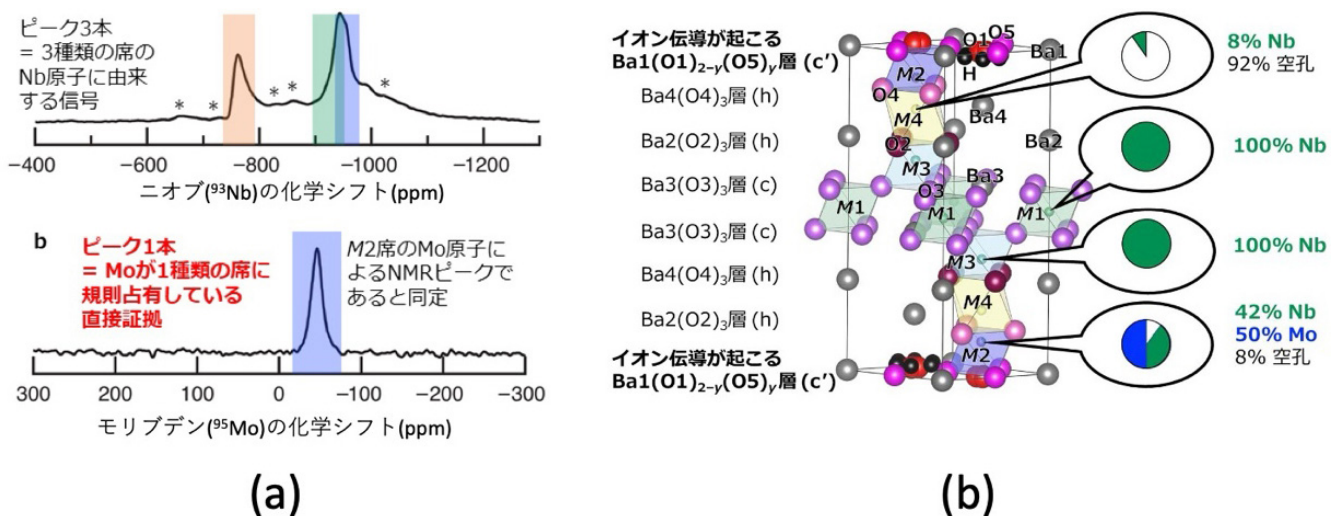 ピーク3本
= 3種類の席の
Nb原子に由来
する信号
*
*
*
*
*
−400
−600
−800
−1000
−1200
ニオブ(⁹³Nb)の化学シフト(ppm)
b
ピーク1本
= Moが1種類の席に
規則占有している
直接証拠
M2席のMo原子に
よるNMRピークで
あると同定
300
200
100
0
−100
−200
−300
モリブデン(⁹⁵Mo)の化学シフト(ppm)
(a)
イオン伝導が起こる
Ba1(O1)₂₋y(O5)y層 (c’)
Ba4(O4)₃層 (h)
Ba2(O2)₃層 (h)
Ba3(O3)₃層 (c)
Ba3(O3)₃層 (c)
Ba4(O4)₃層 (h)
Ba2(O2)₃層 (h)
イオン伝導が起こる
Ba1(O1)₂₋y(O5)y層 (c’)
O1
O5
Ba1
M2
H
O4
M4
Ba4
O2
Ba2
M3
Ba3
O3
M1
M1
M1
M3
M4
M2
8% Nb
92% 空孔
100% Nb
100% Nb
42% Nb
50% Mo
8% 空孔
(b)